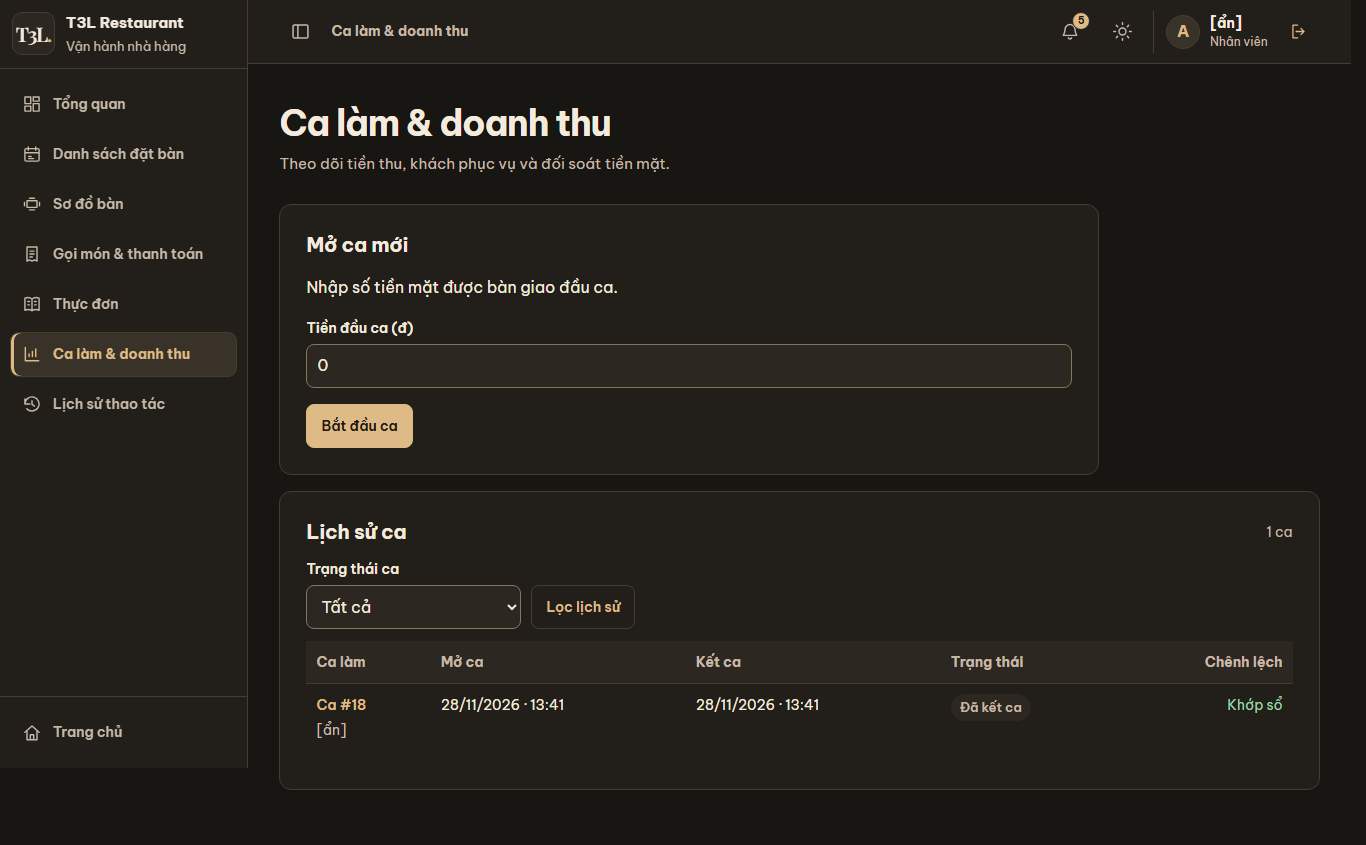 T3L.
T3L Restaurant
Vận hành nhà hàng
Tổng quan
Danh sách đặt bàn
Sơ đồ bàn
Gọi món & thanh toán
Thực đơn
Ca làm & doanh thu
Lịch sử thao tác
Trang chủ
Ca làm & doanh thu
5
A
[ẩn]
Nhân viên
Ca làm & doanh thu
Theo dõi tiền thu, khách phục vụ và đối soát tiền mặt.
Mở ca mới
Nhập số tiền mặt được bàn giao đầu ca.
Tiền đầu ca (đ)
0
Bắt đầu ca
Lịch sử ca
1 ca
Trạng thái ca
Tất cả
Lọc lịch sử
Ca làm Mở ca Kết ca Trạng thái Chênh lệch
Ca #18 28/11/2026 · 13:41 28/11/2026 · 13:41 Đã kết ca Khớp sổ
[ẩn]